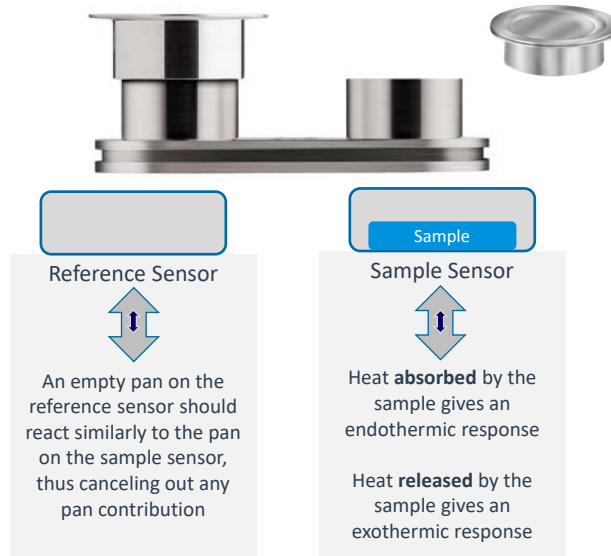 Sample
Reference Sensor
Sample Sensor
An empty pan on the
reference sensor should
react similarly to the pan
on the sample sensor,
thus canceling out any
pan contribution
Heat absorbed by the
sample gives an
endothermic response
Heat released by the
sample gives an
exothermic response